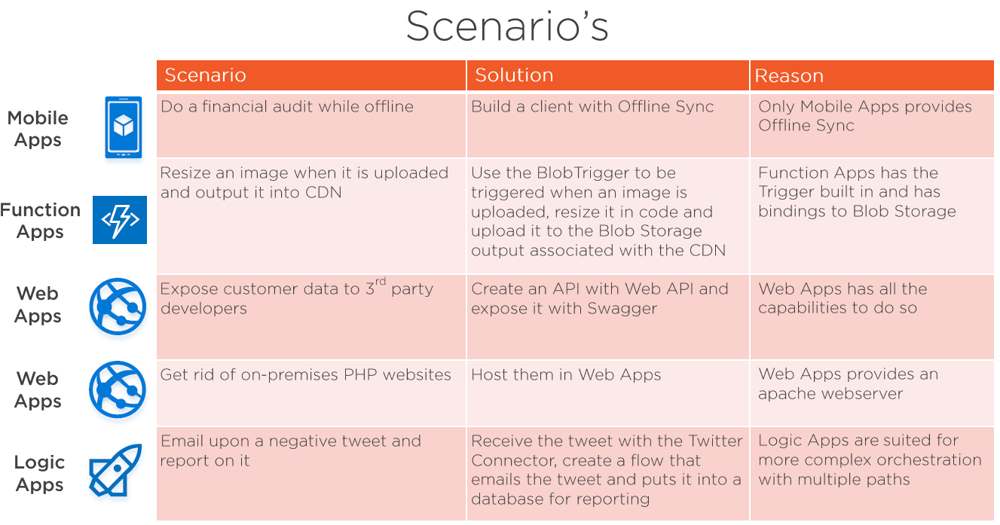 Scenario's
Scenario
Solution
Reason
Mobile
Apps
Do a financial audit while offline
Build a client with Offline Sync
Only Mobile Apps provides
Offline Sync
Function
Apps
Resize an image when it is uploaded
and output it into CDN
Use the BlobTrigger to be
triggered when an image is
uploaded, resize it in code and
upload it to the Blob Storage
output associated with the CDN
Function Apps has the
Trigger built in and has
bindings to Blob Storage
Web
Apps
Expose customer data to 3rd party
developers
Create an API with Web API and
expose it with Swagger
Web Apps has all the
capabilities to do so
Web
Apps
Get rid of on-premises PHP websites
Host them in Web Apps
Web Apps provides an
apache webserver
Logic
Apps
Email upon a negative tweet and
report on it
Receive the tweet with the Twitter
Connector, create a flow that
emails the tweet and puts it into a
database for reporting
Logic Apps are suited for
more complex orchestration
with multiple paths